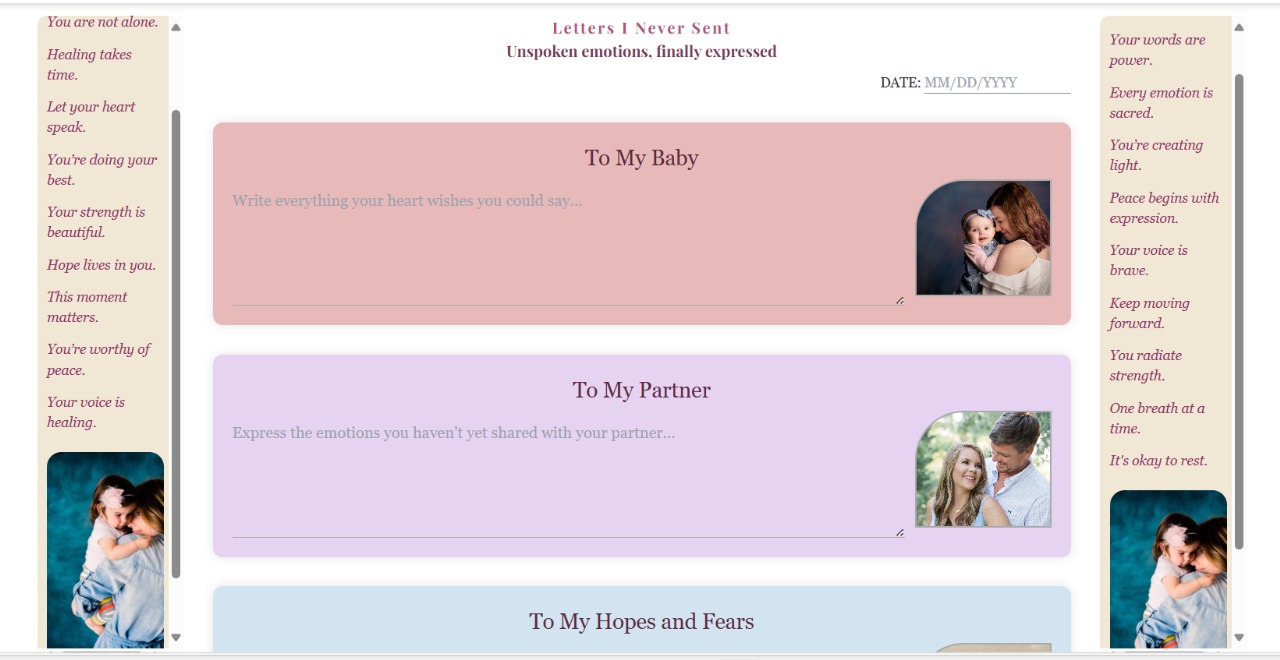 You are not alone.
Healing takes
time.
Let your heart
speak.
You're doing your
best.
Your strength is
beautiful.
Hope lives in you.
This moment
matters.
You're worthy of
peace.
Your voice is
healing.
Letters I Never Sent
Unspoken emotions, finally expressed
DATE: MM/DD/YYYY
To My Baby
Write everything your heart wishes you could say...
To My Partner
Express the emotions you haven't yet shared with your partner...
To My Hopes and Fears
Your words are
power.
Every emotion is
sacred.
You're creating
light.
Peace begins with
expression.
Your voice is
brave.
Keep moving
forward.
You radiate
strength.
One breath at a
time.
It's okay to rest.